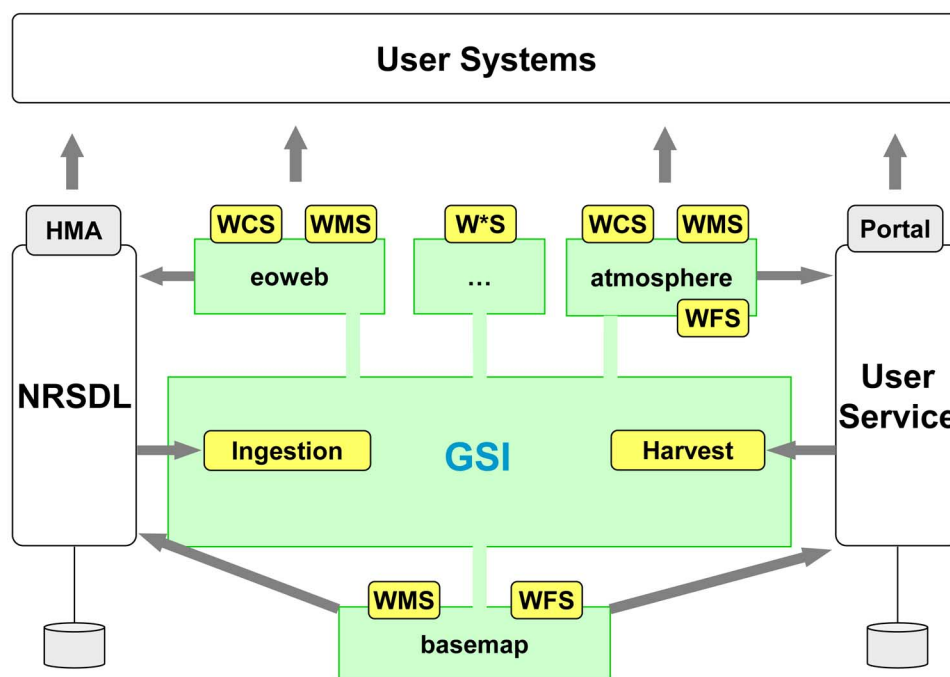 User Systems
HMA
WCS
WMS
W*S
WCS
WMS
Portal
eoweb
...
atmosphere
WFS
NRSDL
User
Service
Ingestion
GSI
Harvest
WMS
WFS
basemap